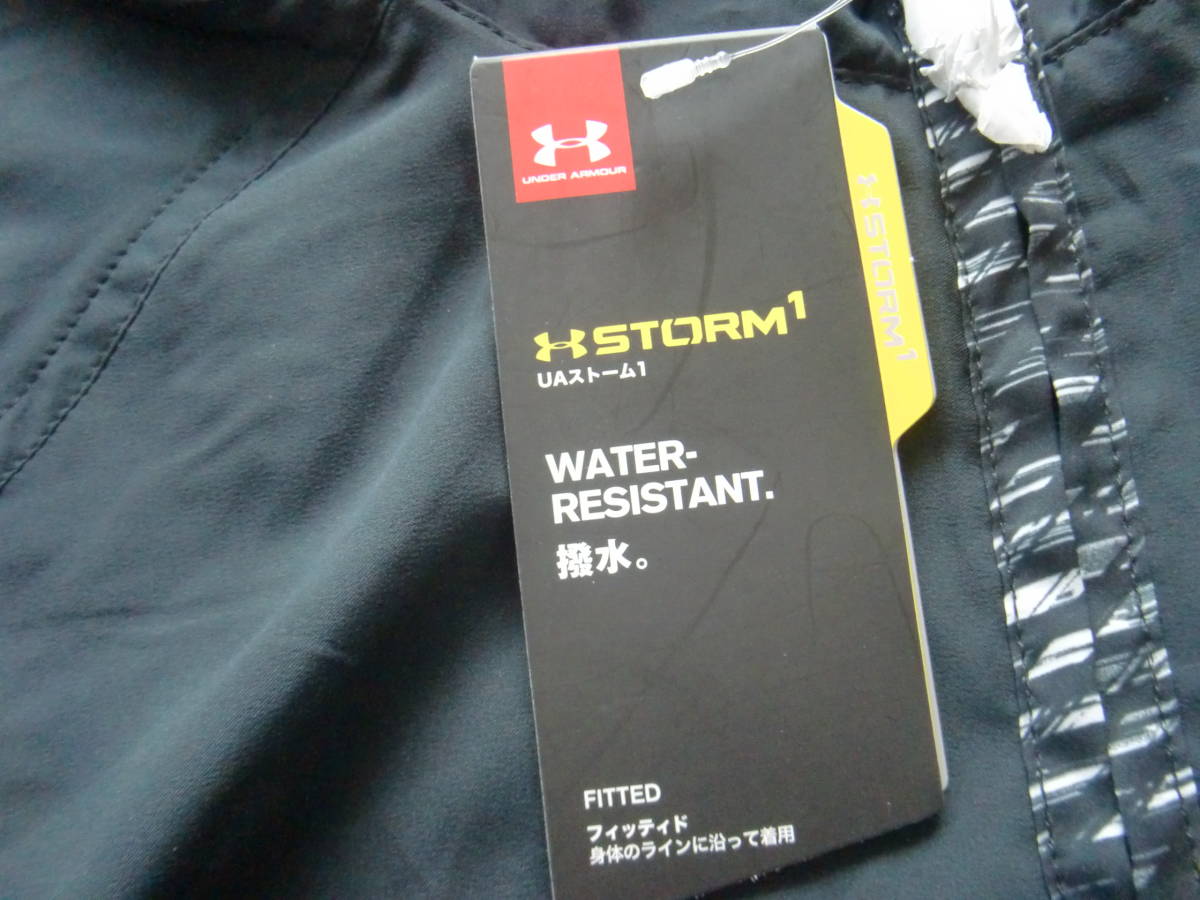 UNDER ARMOUR
STORM1
UAストーム1
WATER-
RESISTANT.
撥水。
FITTED
フィッティド
身体のラインに沿って着用
STORM1